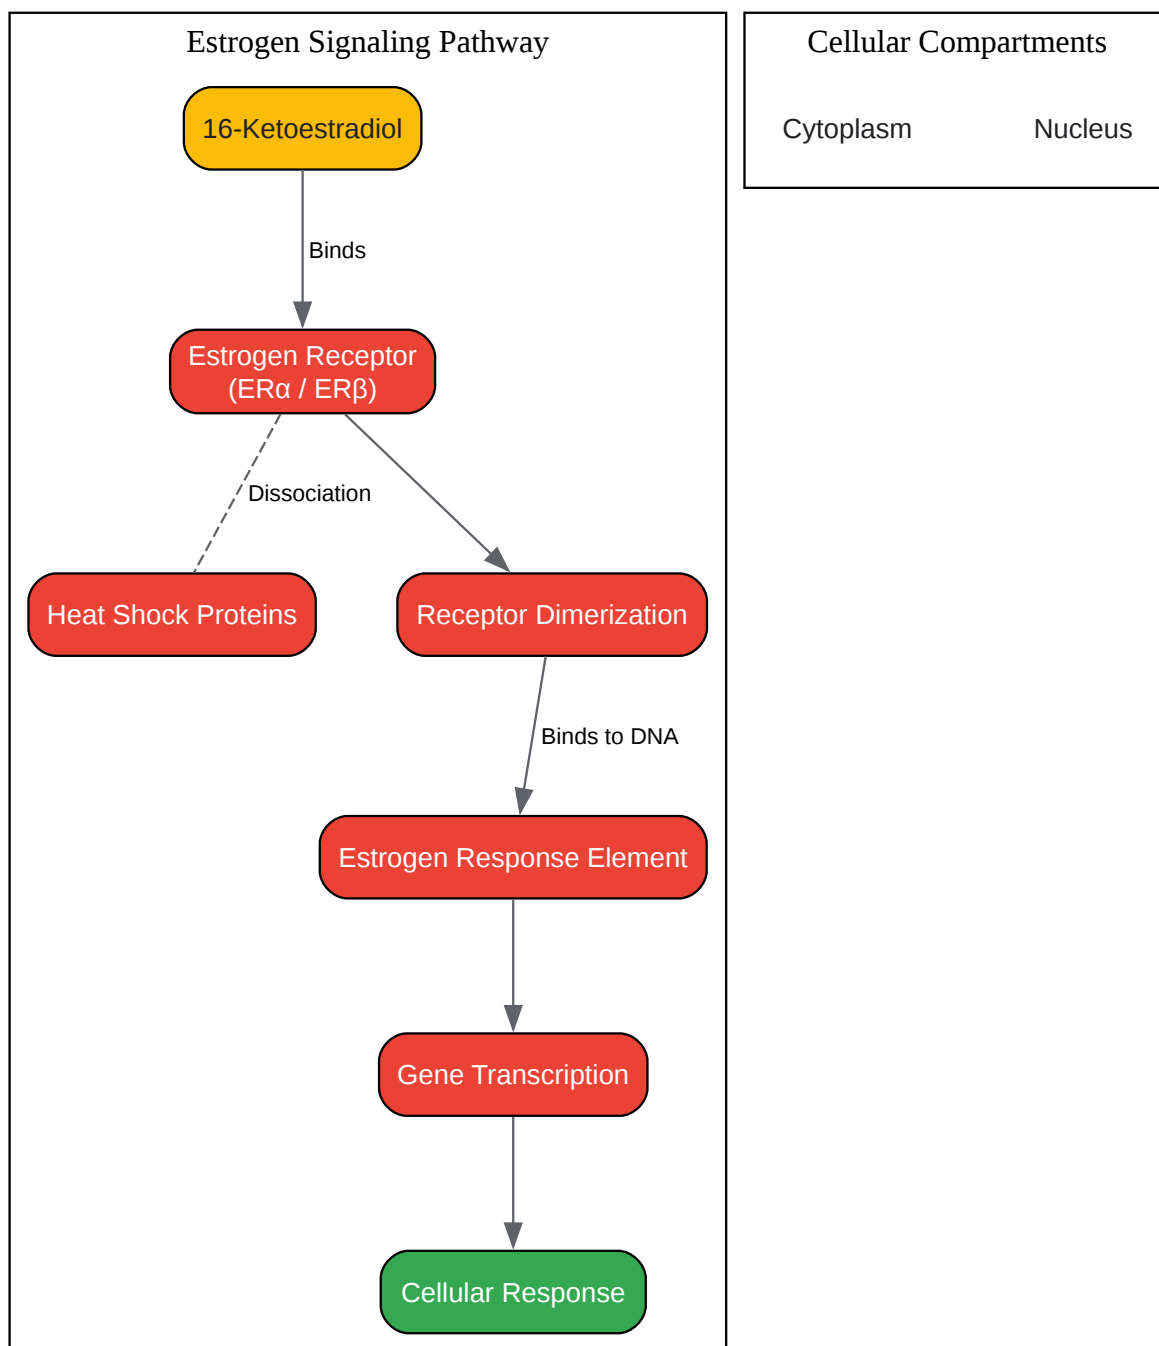 Estrogen Signaling Pathway
16-Ketoestradiol
Binds
Estrogen Receptor
(ERα / ERβ)
Dissociation
Heat Shock Proteins
Receptor Dimerization
Binds to DNA
Estrogen Response Element
Gene Transcription
Cellular Response
Cellular Compartments
Cytoplasm
Nucleus